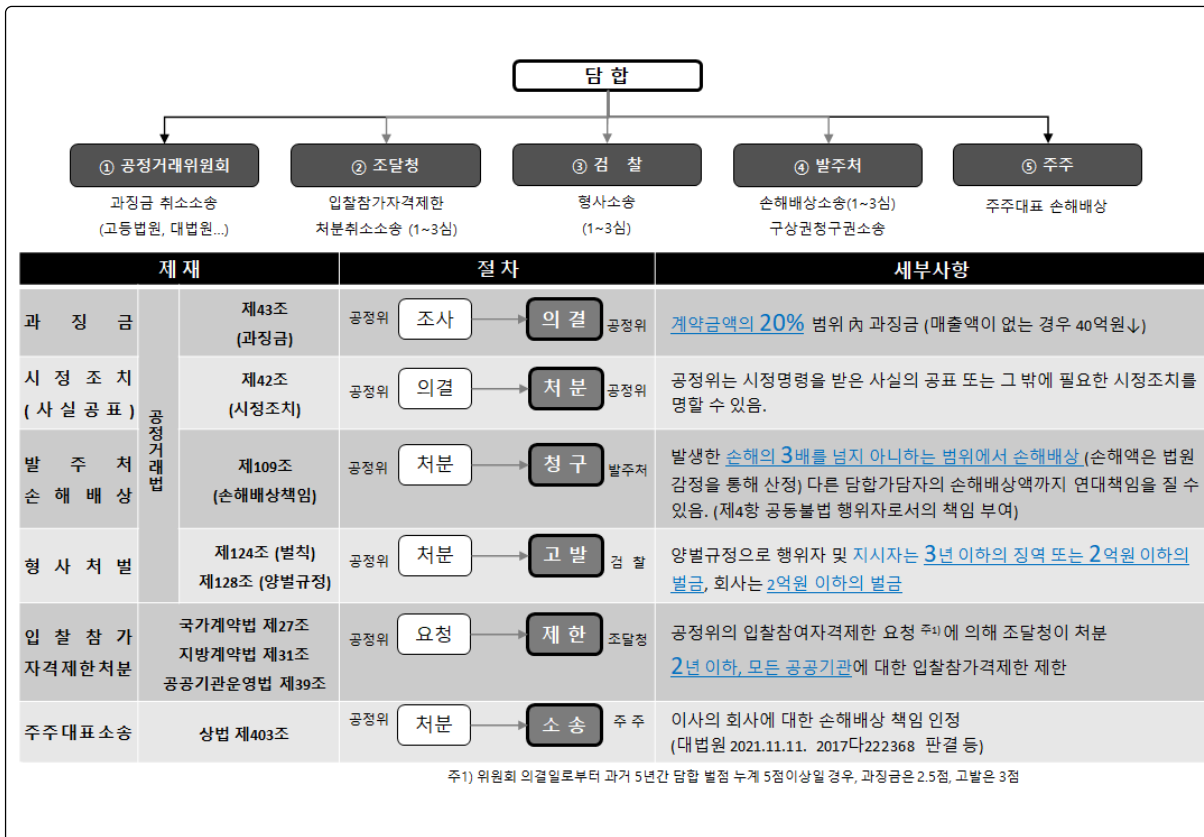 담 합
① 공정거래위원회
② 조달청
③ 검 찰
④ 발주처
⑤ 주주
과징금 취소소송
(고등법원, 대법원...)
입찰참가자격제한
처분취소소송 (1~3심)
형사소송
(1~3심)
손해배상소송(1~3심)
구상권청구권소송
주주대표 손해배상
제 재
절 차
세부사항
공정거래법
과 징 금
제43조
(과징금)
공정위 조사 의 결 공정위
계약금액의 20% 범위 內 과징금 (매출액이 없는 경우 40억원↓)
시 정 조 치
( 사 실 공 표 )
제42조
(시정조치)
공정위 의결 처 분 공정위
공정위는 시정명령을 받은 사실의 공표 또는 그 밖에 필요한 시정조치를
명할 수 있음.
발 주 처
손 해 배 상
제109조
(손해배상책임)
공정위 처분 청 구 발주처
발생한 손해의 3배를 넘지 아니하는 범위에서 손해배상 (손해액은 법원
감정을 통해 산정) 다른 담합가담자의 손해배상액까지 연대책임을 질 수
있음. (제4항 공동불법 행위자로서의 책임 부여)
형 사 처 벌
제124조 (벌칙)
제128조 (양벌규정)
공정위 처분 고 발 검 찰
양벌규정으로 행위자 및 지시자는 3년 이하의 징역 또는 2억원 이하의
벌금, 회사는 2억원 이하의 벌금
입 찰 참 가
자격제한처분
국가계약법 제27조
지방계약법 제31조
공공기관운영법 제39조
공정위 요청 제 한 조달청
공정위의 입찰참여자격제한 요청 주1) 에 의해 조달청이 처분
2년 이하, 모든 공공기관에 대한 입찰참가격제한 제한
주주대표소송
상법 제403조
공정위 처분 소 송 주 주
이사의 회사에 대한 손해배상 책임 인정
(대법원 2021.11.11. 2017다222368 판결 등)
주1) 위원회 의결일로부터 과거 5년간 담합 벌점 누계 5점이상일 경우, 과징금은 2.5점, 고발은 3점